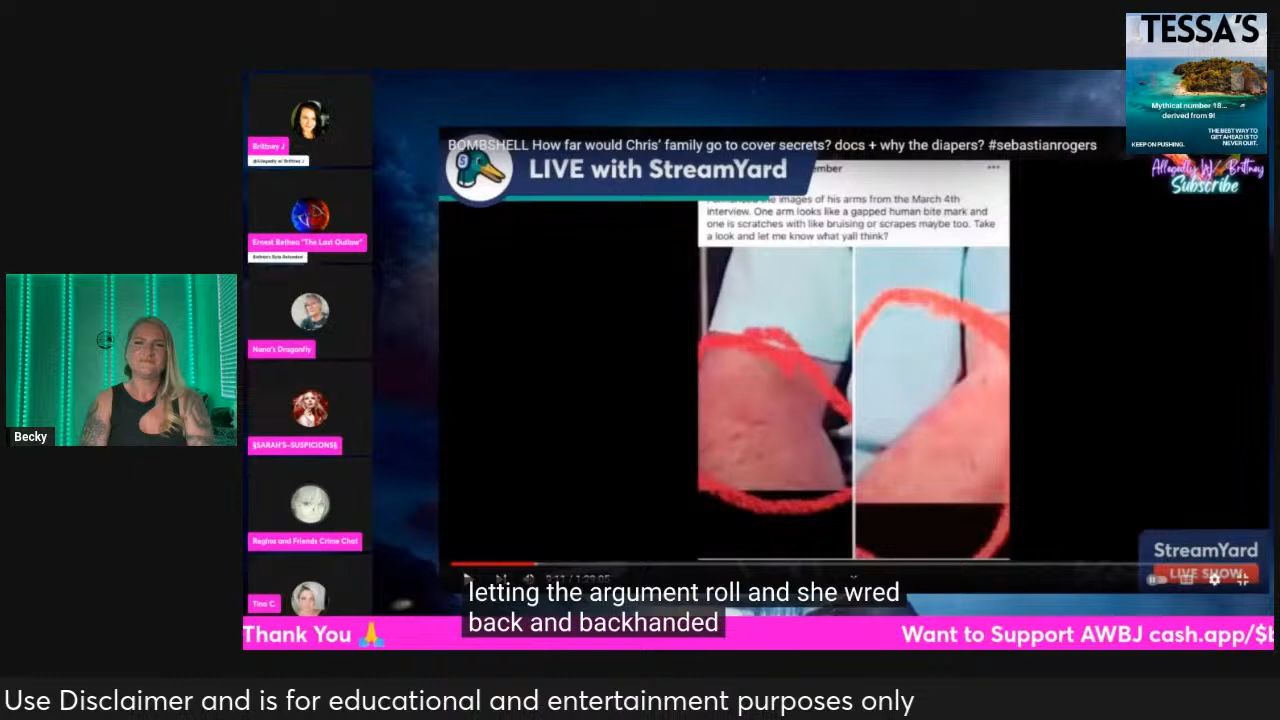 TESSA'S
Mythical number 18...
derived from 9!
THE BEST WAY TO
GET AHEAD IS TO
NEVER QUIT.
KEEP ON PUSHING.
Allegedly W/ Brittney
Subscribe
Brittney J
@Allegedly w/ Brittney J
Ernest Bethea "The Last Outlaw"
Nana's Dragonfly
§SARAH'S~SUSPICIONS§
Regina and Friends Crime Chat
Tina C.
Becky
BOMBSHELL How far would Chris' family go to cover secrets? docs + why the diapers? #sebastianrogers
LIVE with StreamYard
mber
the images of his arms from the March 4th
interview. One arm looks like a gapped human bite mark and
one is scratches with like bruising or scrapes maybe too. Take
a look and let me know what yall think?
StreamYard
LIVE SHOW
letting the argument roll and she wred
back and backhanded
Thank You 🙏
Want to Support AWBJ cash.app/$b
Use Disclaimer and is for educational and entertainment purposes only